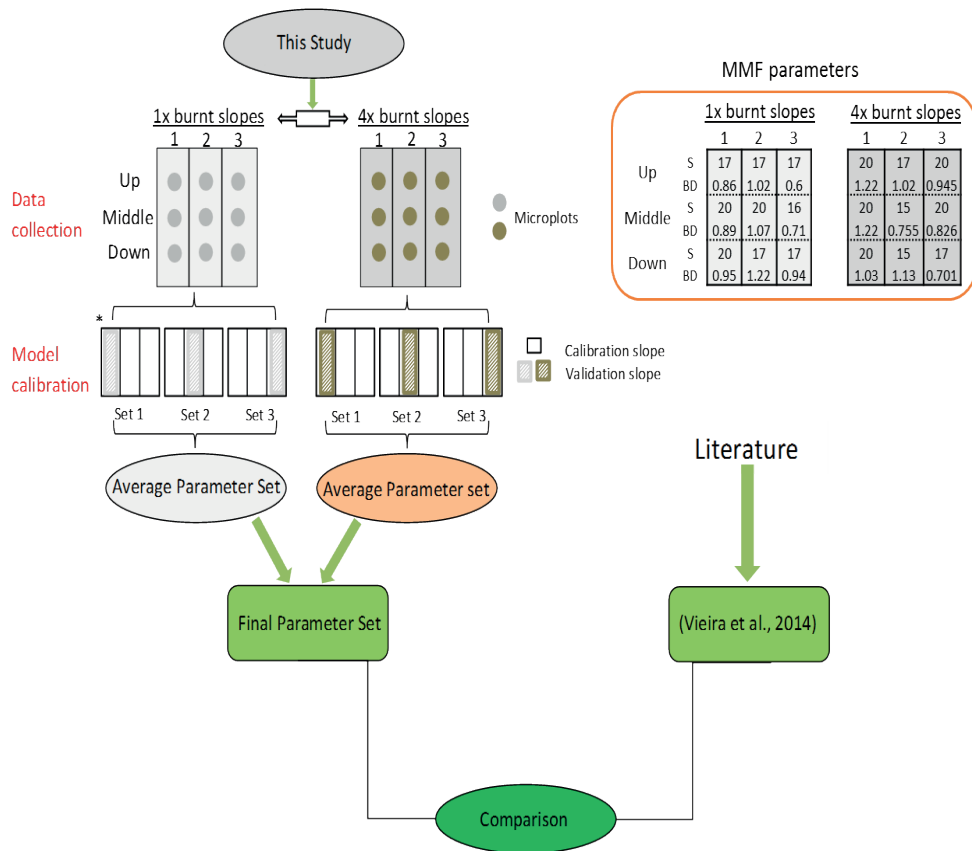 This Study
1x burnt slopes
4x burnt slopes
1 2 3
1 2 3
Data
collection
Up
Middle
Down
Microplots
MMF parameters
1x burnt slopes
4x burnt slopes
1 2 3
1 2 3
Up
S 17 17 17 20 17 20
BD 0.86 1.02 0.6 1.22 1.02 0.945
Middle
S 20 20 16 20 15 20
BD 0.89 1.07 0.71 1.22 0.755 0.826
Down
S 20 17 17 20 15 17
BD 0.95 1.22 0.94 1.03 1.13 0.701
*
Model
calibration
Calibration slope
Validation slope
Set 1 Set 2 Set 3
Set 1 Set 2 Set 3
Average Parameter Set
Average Parameter set
Literature
Final Parameter Set
(Vieira et al., 2014)
Comparison